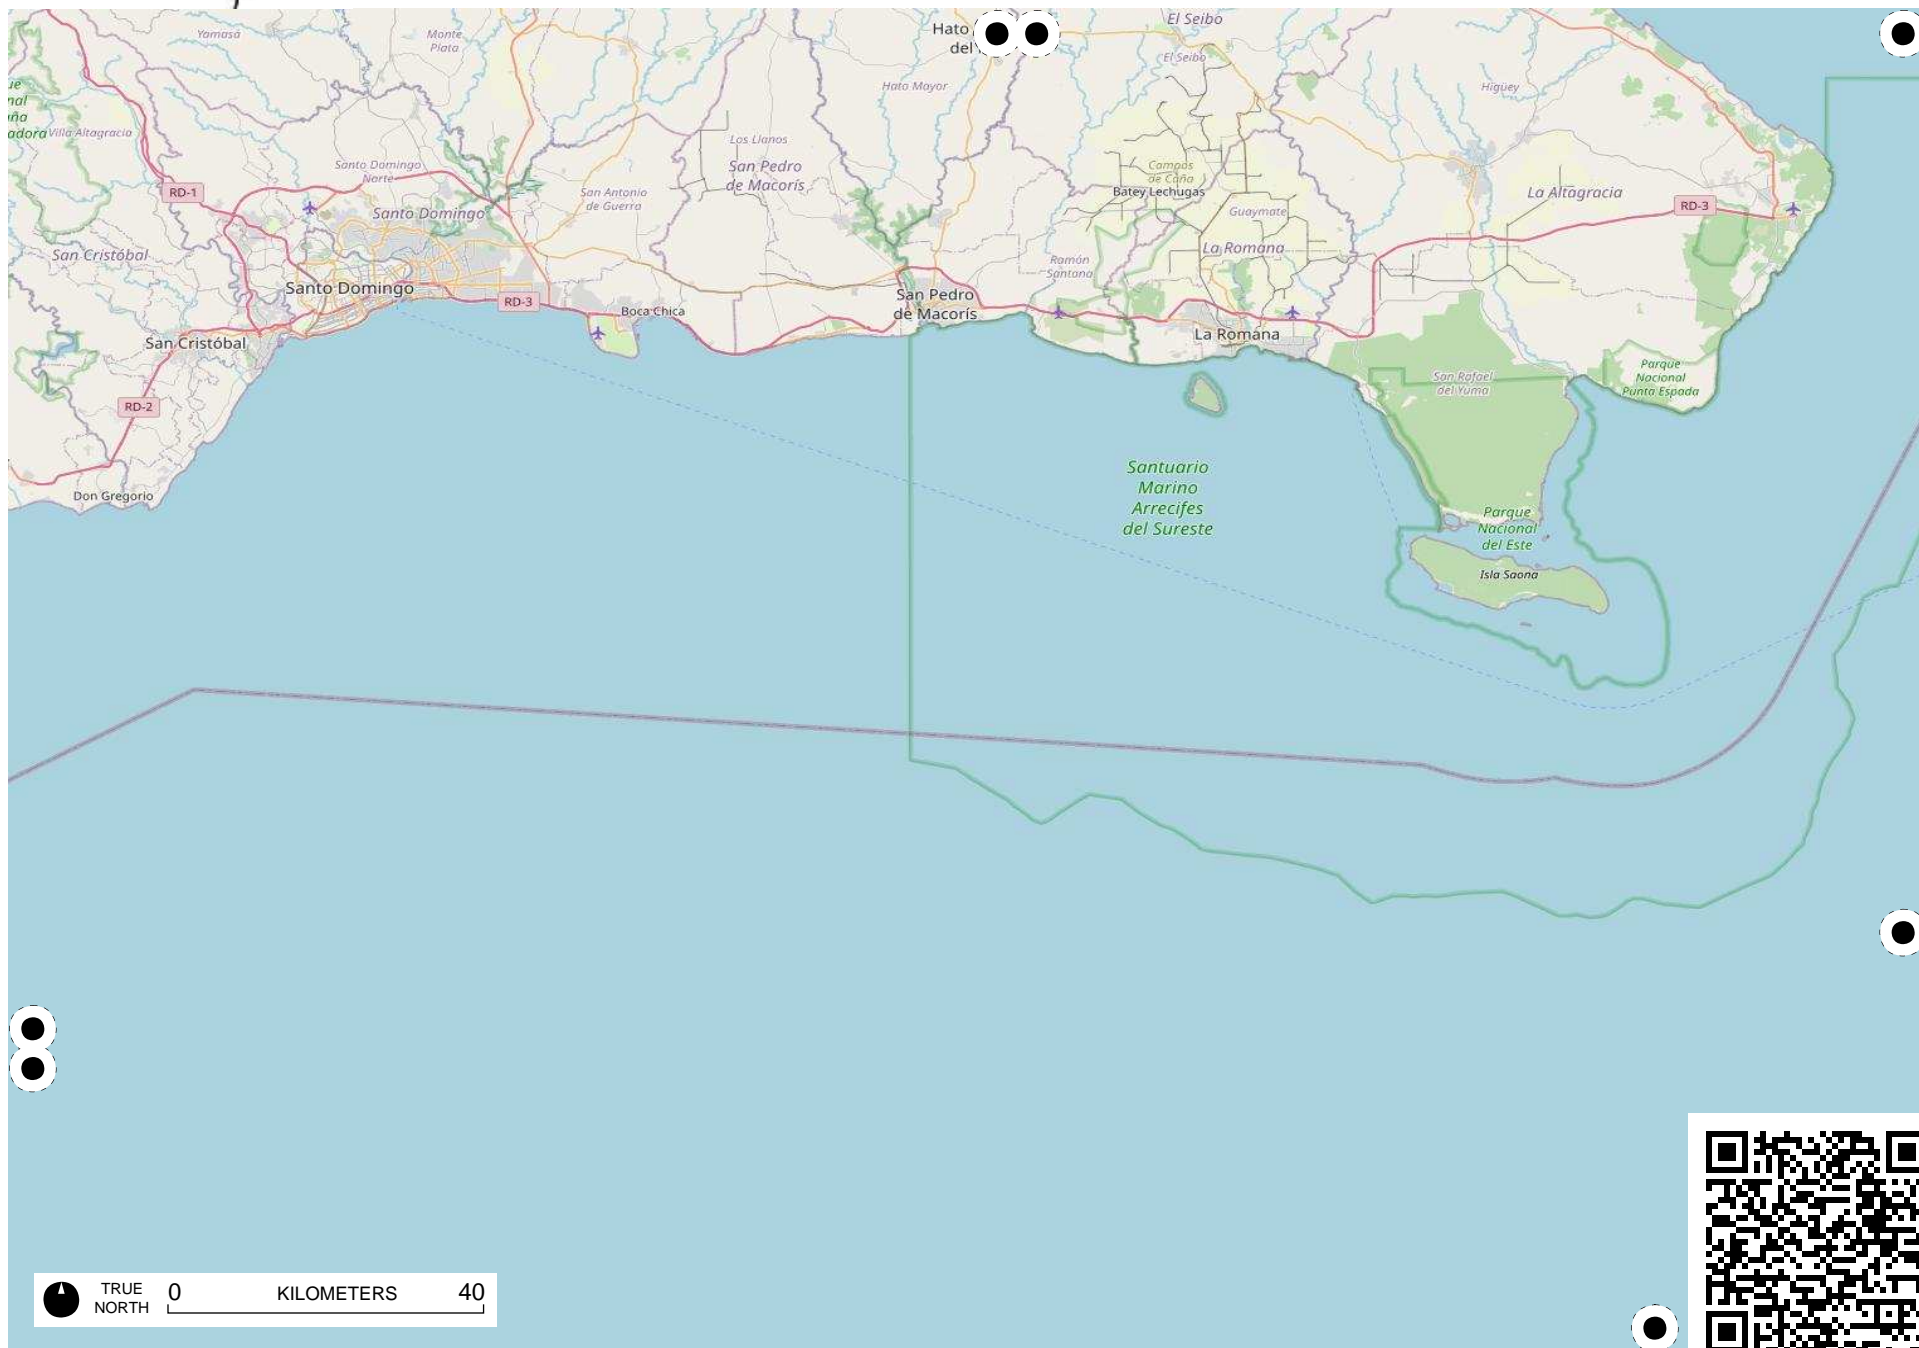 Yamasá
Monte
Plata
Hato
del
El Seibo
El Seibo
Hato Mayor
Higüey
ue
nal
ña
adora
Villa Altagracia
Los Llanos
San Pedro
de Macorís
Santo Domingo
Norte
Campos
de Caña
Batey Lechugas
RD-1
San Antonio
de Guerra
La Altagracia
RD-3
Santo Domingo
Guaymate
La Romana
San Cristóbal
Ramón
Santana
Santo Domingo
RD-3
Boca Chica
San Pedro
de Macorís
La Romana
San Cristóbal
RD-2
San Rafael
del Yuma
Parque
Nacional
Punta Espada
Santuario
Marino
Arrecifes
del Sureste
Don Gregorio
Parque
Nacional
del Este
Isla Saona
TRUE
NORTH
0 KILOMETERS 40